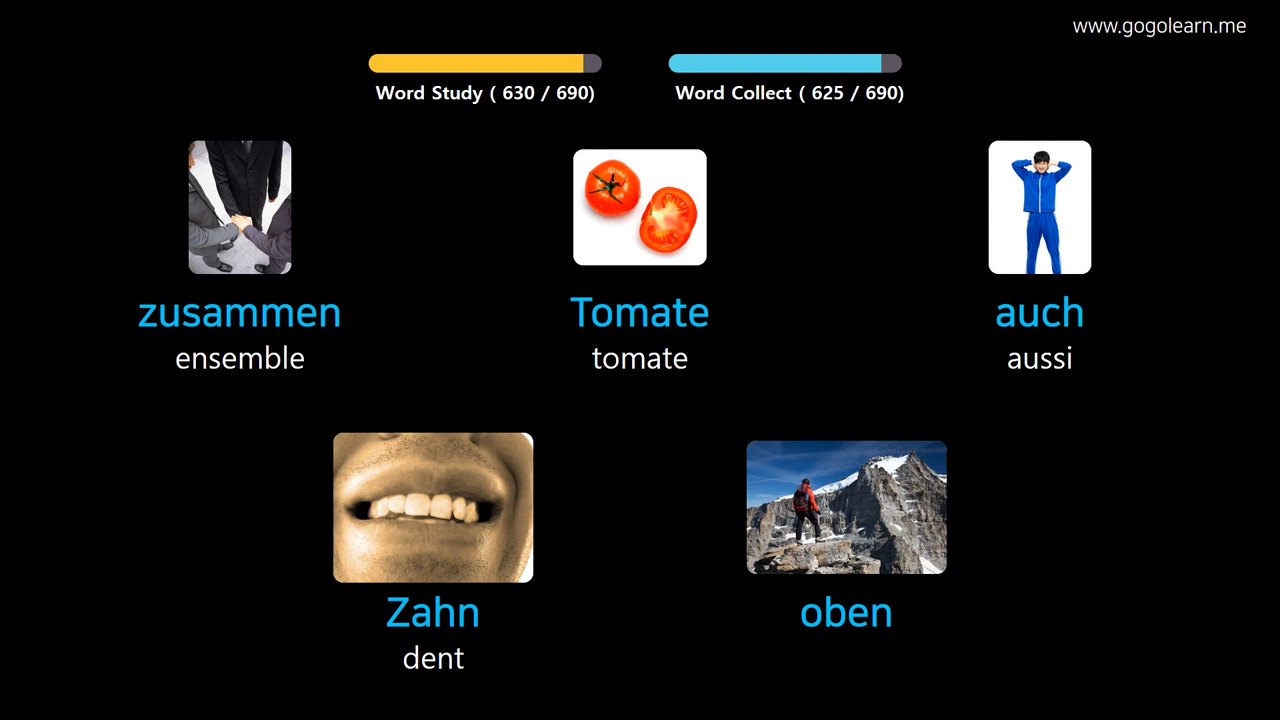 www.gogolearn.me
Word Study ( 630 / 690)
Word Collect ( 625 / 690)
zusammen
ensemble
Tomate
tomate
auch
aussi
Zahn
dent
oben